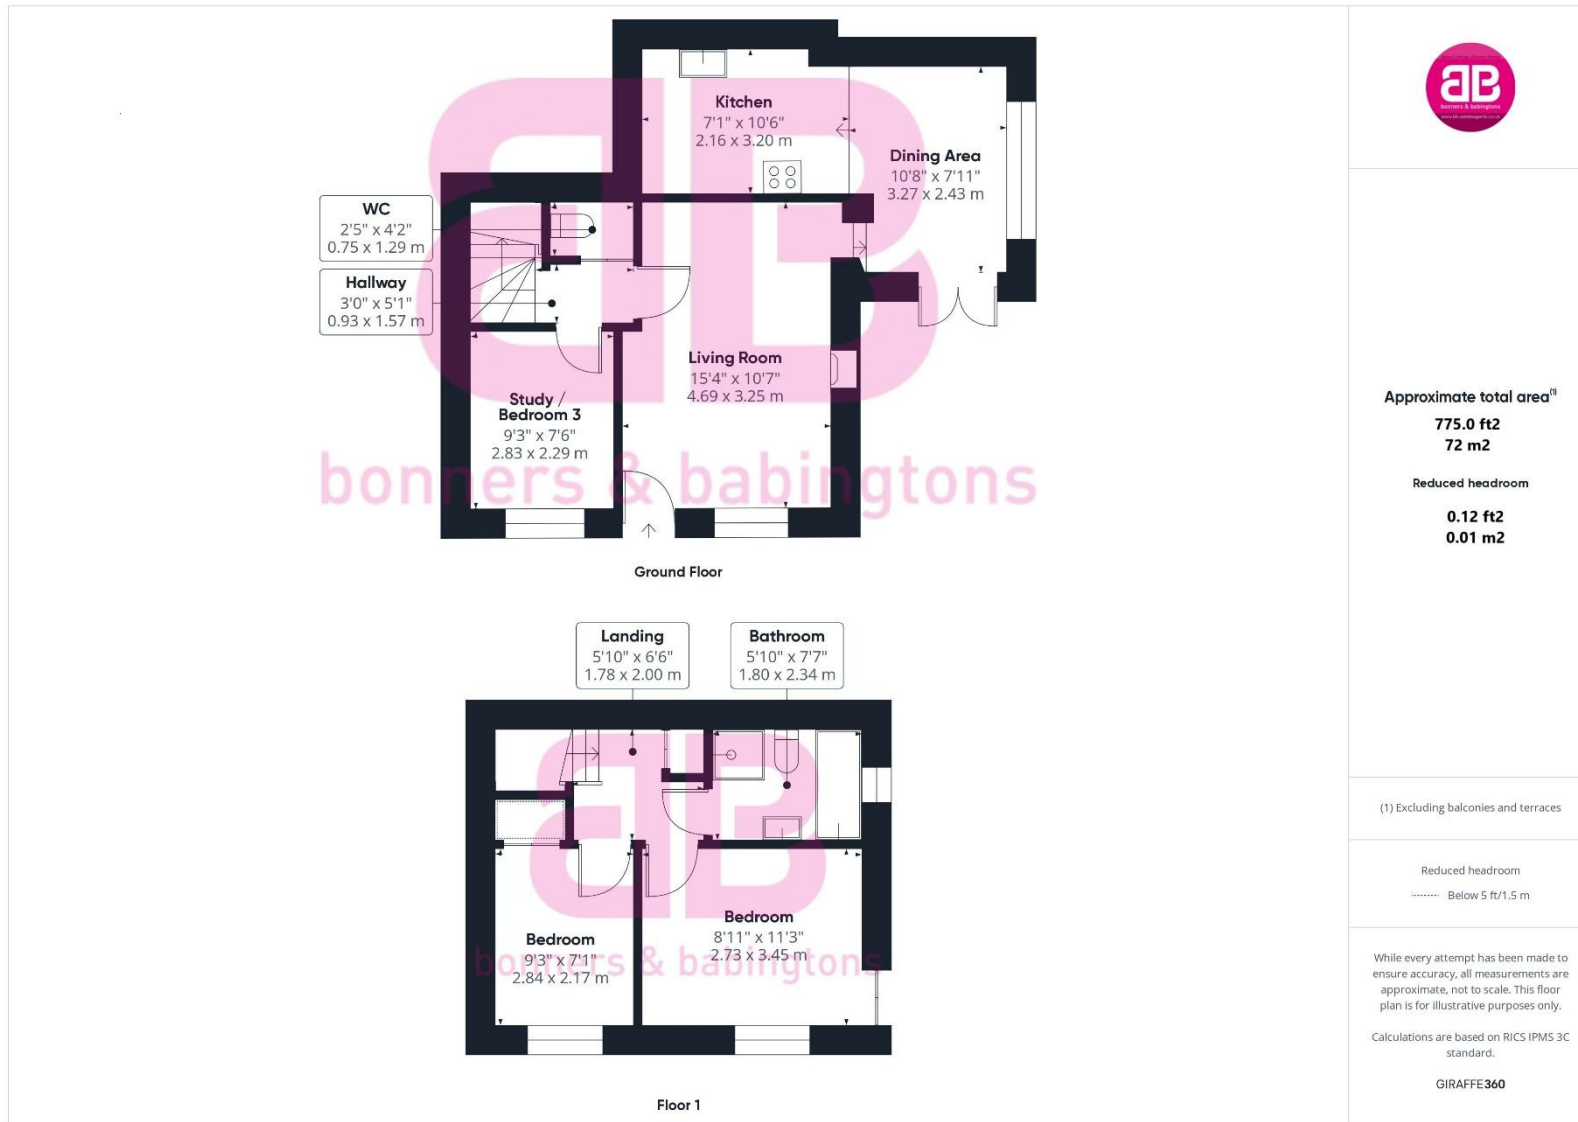 Kitchen
7'1" x 10'6"
2.16 x 3.20 m
Dining Area
10'8" x 7'11"
3.27 x 2.43 m
WC
2'5" x 4'2"
0.75 x 1.29 m
Hallway
3'0" x 5'1"
0.93 x 1.57 m
Living Room
15'4" x 10'7"
4.69 x 3.25 m
Study /
Bedroom 3
9'3" x 7'6"
2.83 x 2.29 m
bonners & babingtons
Ground Floor
Landing
5'10" x 6'6"
1.78 x 2.00 m
Bathroom
5'10" x 7'7"
1.80 x 2.34 m
Bedroom
9'3" x 7'1"
2.84 x 2.17 m
Bedroom
8'11" x 11'3"
2.73 x 3.45 m
bonners & babingtons
Floor 1
BB
bonners & babingtons
Approximate total area(1)
775.0 ft2
72 m2
Reduced headroom
0.12 ft2
0.01 m2
(1) Excluding balconies and terraces
Reduced headroom
Below 5 ft/1.5 m
While every attempt has been made to
ensure accuracy, all measurements are
approximate, not to scale. This floor
plan is for illustrative purposes only.
Calculations are based on RICS IPMS 3C
standard.
GIRAFFE360